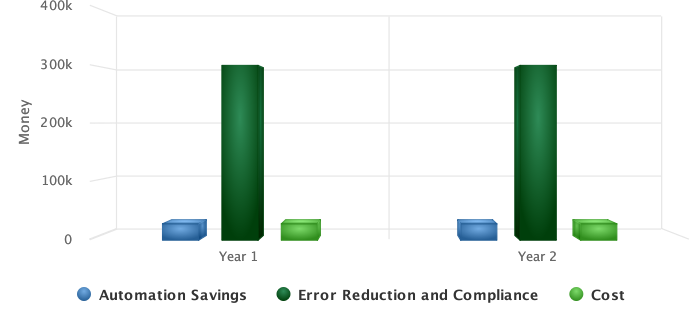 400k
300k
200k
100k
0
Money
Year 1
Year 2
Automation Savings
Error Reduction and Compliance
Cost